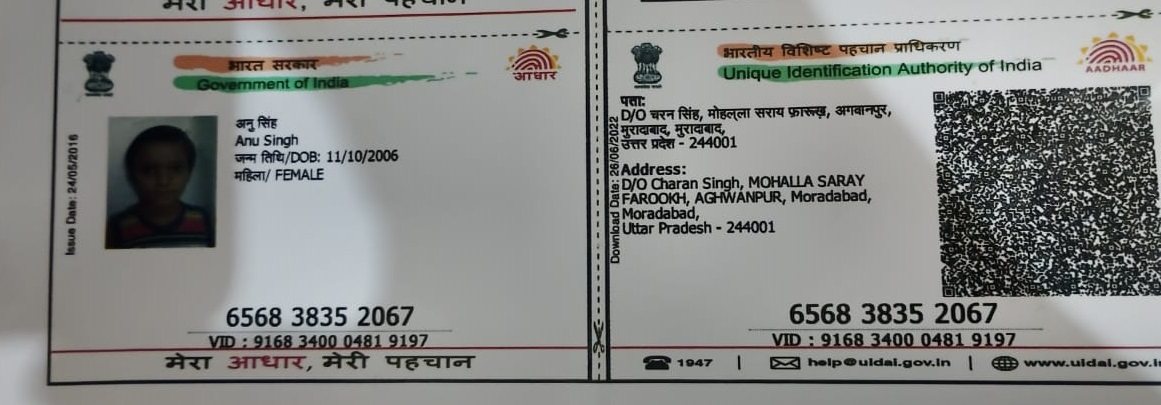 भारत सरकार
Government of India
आधार
Issue Date: 24/05/2016
अनु सिंह
Anu Singh
जन्म तिथि/DOB: 11/10/2006
महिला/ FEMALE
6568 3835 2067
VID : 9168 3400 0481 9197
मेरा आधार, मेरी पहचान
भारतीय विशिष्ट पहचान प्राधिकरण
Unique Identification Authority of India
AADHAAR
Download Date: 26/06/2022
पता:
D/O चरन सिंह, मोहल्ला सराय फ़ारूख, अगवानपुर,
मुरादाबाद, मुरादाबाद,
उत्तर प्रदेश - 244001
Address:
D/O Charan Singh, MOHALLA SARAY
FAROOKH, AGHWANPUR, Moradabad,
Moradabad,
Uttar Pradesh - 244001
6568 3835 2067
VID : 9168 3400 0481 9197
1947 | help@uidai.gov.in | www.uidai.gov.i